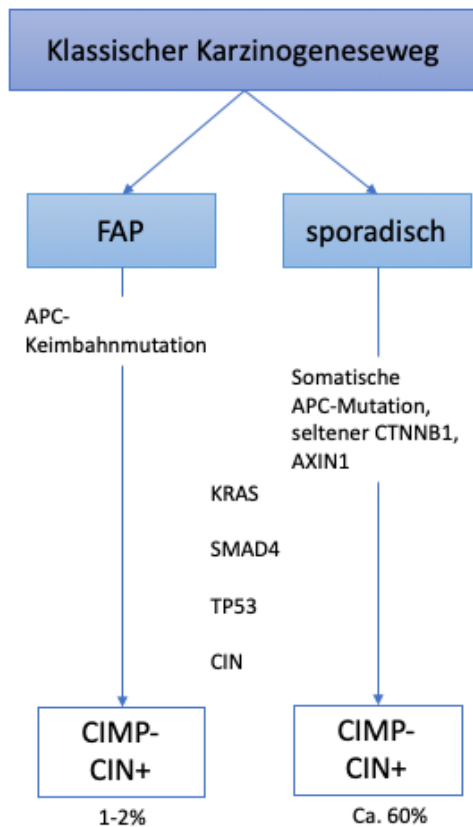 Klassischer Karzinogeneseweg
FAP
sporadisch
APC-
Keimbahnmutation
Somatische
APC-Mutation,
seltener CTNNB1,
AXIN1
KRAS
SMAD4
TP53
CIN
CIMP-
CIN+
CIMP-
CIN+
1-2%
Ca. 60%